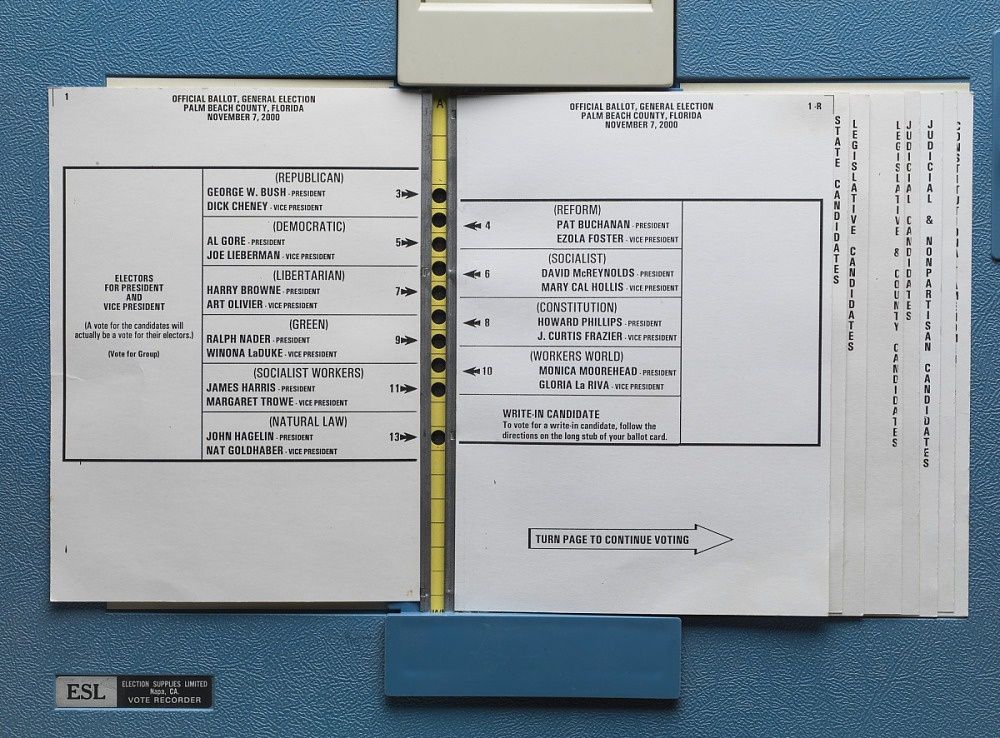 1
OFFICIAL BALLOT, GENERAL ELECTION
PALM BEACH COUNTY, FLORIDA
NOVEMBER 7, 2000
ELECTORS
FOR PRESIDENT
AND
VICE PRESIDENT
(A vote for the candidates will
actually be a vote for their electors.)
(Vote for Group)
(REPUBLICAN)
GEORGE W. BUSH - PRESIDENT 3
DICK CHENEY - VICE PRESIDENT
(DEMOCRATIC)
AL GORE - PRESIDENT 5
JOE LIEBERMAN - VICE PRESIDENT
(LIBERTARIAN)
HARRY BROWNE - PRESIDENT 7
ART OLIVIER - VICE PRESIDENT
(GREEN)
RALPH NADER - PRESIDENT 9
WINONA LaDUKE - VICE PRESIDENT
(SOCIALIST WORKERS)
JAMES HARRIS - PRESIDENT 11
MARGARET TROWE - VICE PRESIDENT
(NATURAL LAW)
JOHN HAGELIN - PRESIDENT 13
NAT GOLDHABER - VICE PRESIDENT
A
OFFICIAL BALLOT, GENERAL ELECTION
PALM BEACH COUNTY, FLORIDA
NOVEMBER 7, 2000
1-R
(REFORM)
4 PAT BUCHANAN - PRESIDENT
EZOLA FOSTER - VICE PRESIDENT
(SOCIALIST)
6 DAVID McREYNOLDS - PRESIDENT
MARY CAL HOLLIS - VICE PRESIDENT
(CONSTITUTION)
8 HOWARD PHILLIPS - PRESIDENT
J. CURTIS FRAZIER - VICE PRESIDENT
(WORKERS WORLD)
10 MONICA MOOREHEAD - PRESIDENT
GLORIA La RIVA - VICE PRESIDENT
WRITE-IN CANDIDATE
To vote for a write-in candidate, follow the
directions on the long stub of your ballot card.
TURN PAGE TO CONTINUE VOTING
STATE CANDIDATES
LEGISLATIVE CANDIDATES
LEGISLATIVE & COUNTY CANDIDATES
JUDICIAL CANDIDATES
JUDICIAL & NONPARTISAN CANDIDATES
ESL
ELECTION SUPPLIES LIMITED
Napa, CA.
VOTE RECORDER